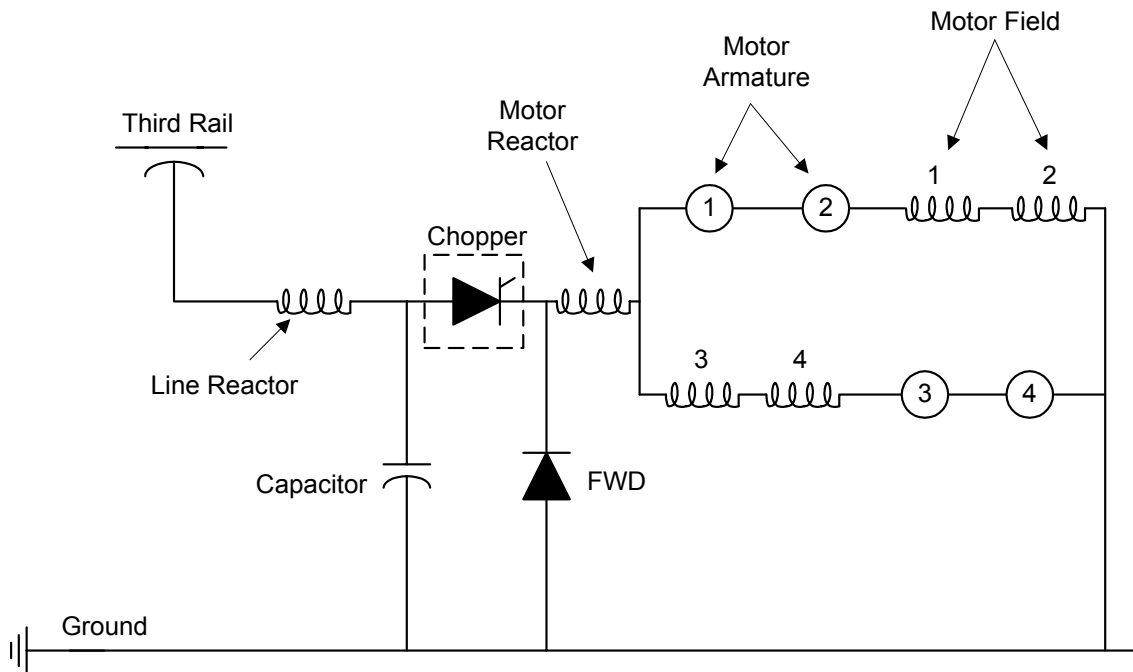 Motor Field
Motor
Armature
Third Rail
Motor
Reactor
1
2
1
2
Chopper
Line Reactor
3
4
3
4
Capacitor
FWD
Ground